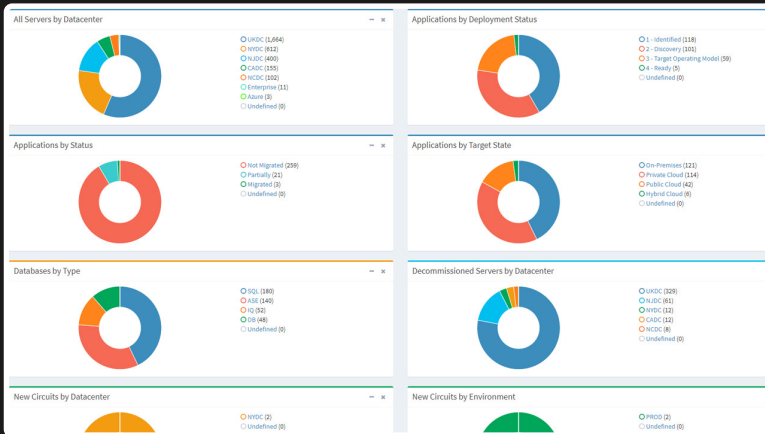 All Servers by Datacenter
UKDC (1,664)
NYDC (612)
NJDC (400)
CADC (155)
NCDC (102)
Enterprise (11)
Azure (3)
Undefined (0)
Applications by Deployment Status
1 - Identified (118)
2 - Discovery (101)
3 - Target Operating Model (59)
4 - Ready (5)
Undefined (0)
Applications by Status
Not Migrated (259)
Partially (21)
Migrated (3)
Undefined (0)
Applications by Target State
On-Premises (121)
Private Cloud (114)
Public Cloud (42)
Hybrid Cloud (6)
Undefined (0)
Databases by Type
SQL (180)
ASE (140)
IQ (52)
DB (48)
Undefined (0)
Decommissioned Servers by Datacenter
UKDC (329)
NJDC (61)
NYDC (12)
CADC (12)
NCDC (8)
Undefined (0)
New Circuits by Datacenter
NYDC (2)
Undefined (0)
New Circuits by Environment
PROD (2)
Undefined (0)